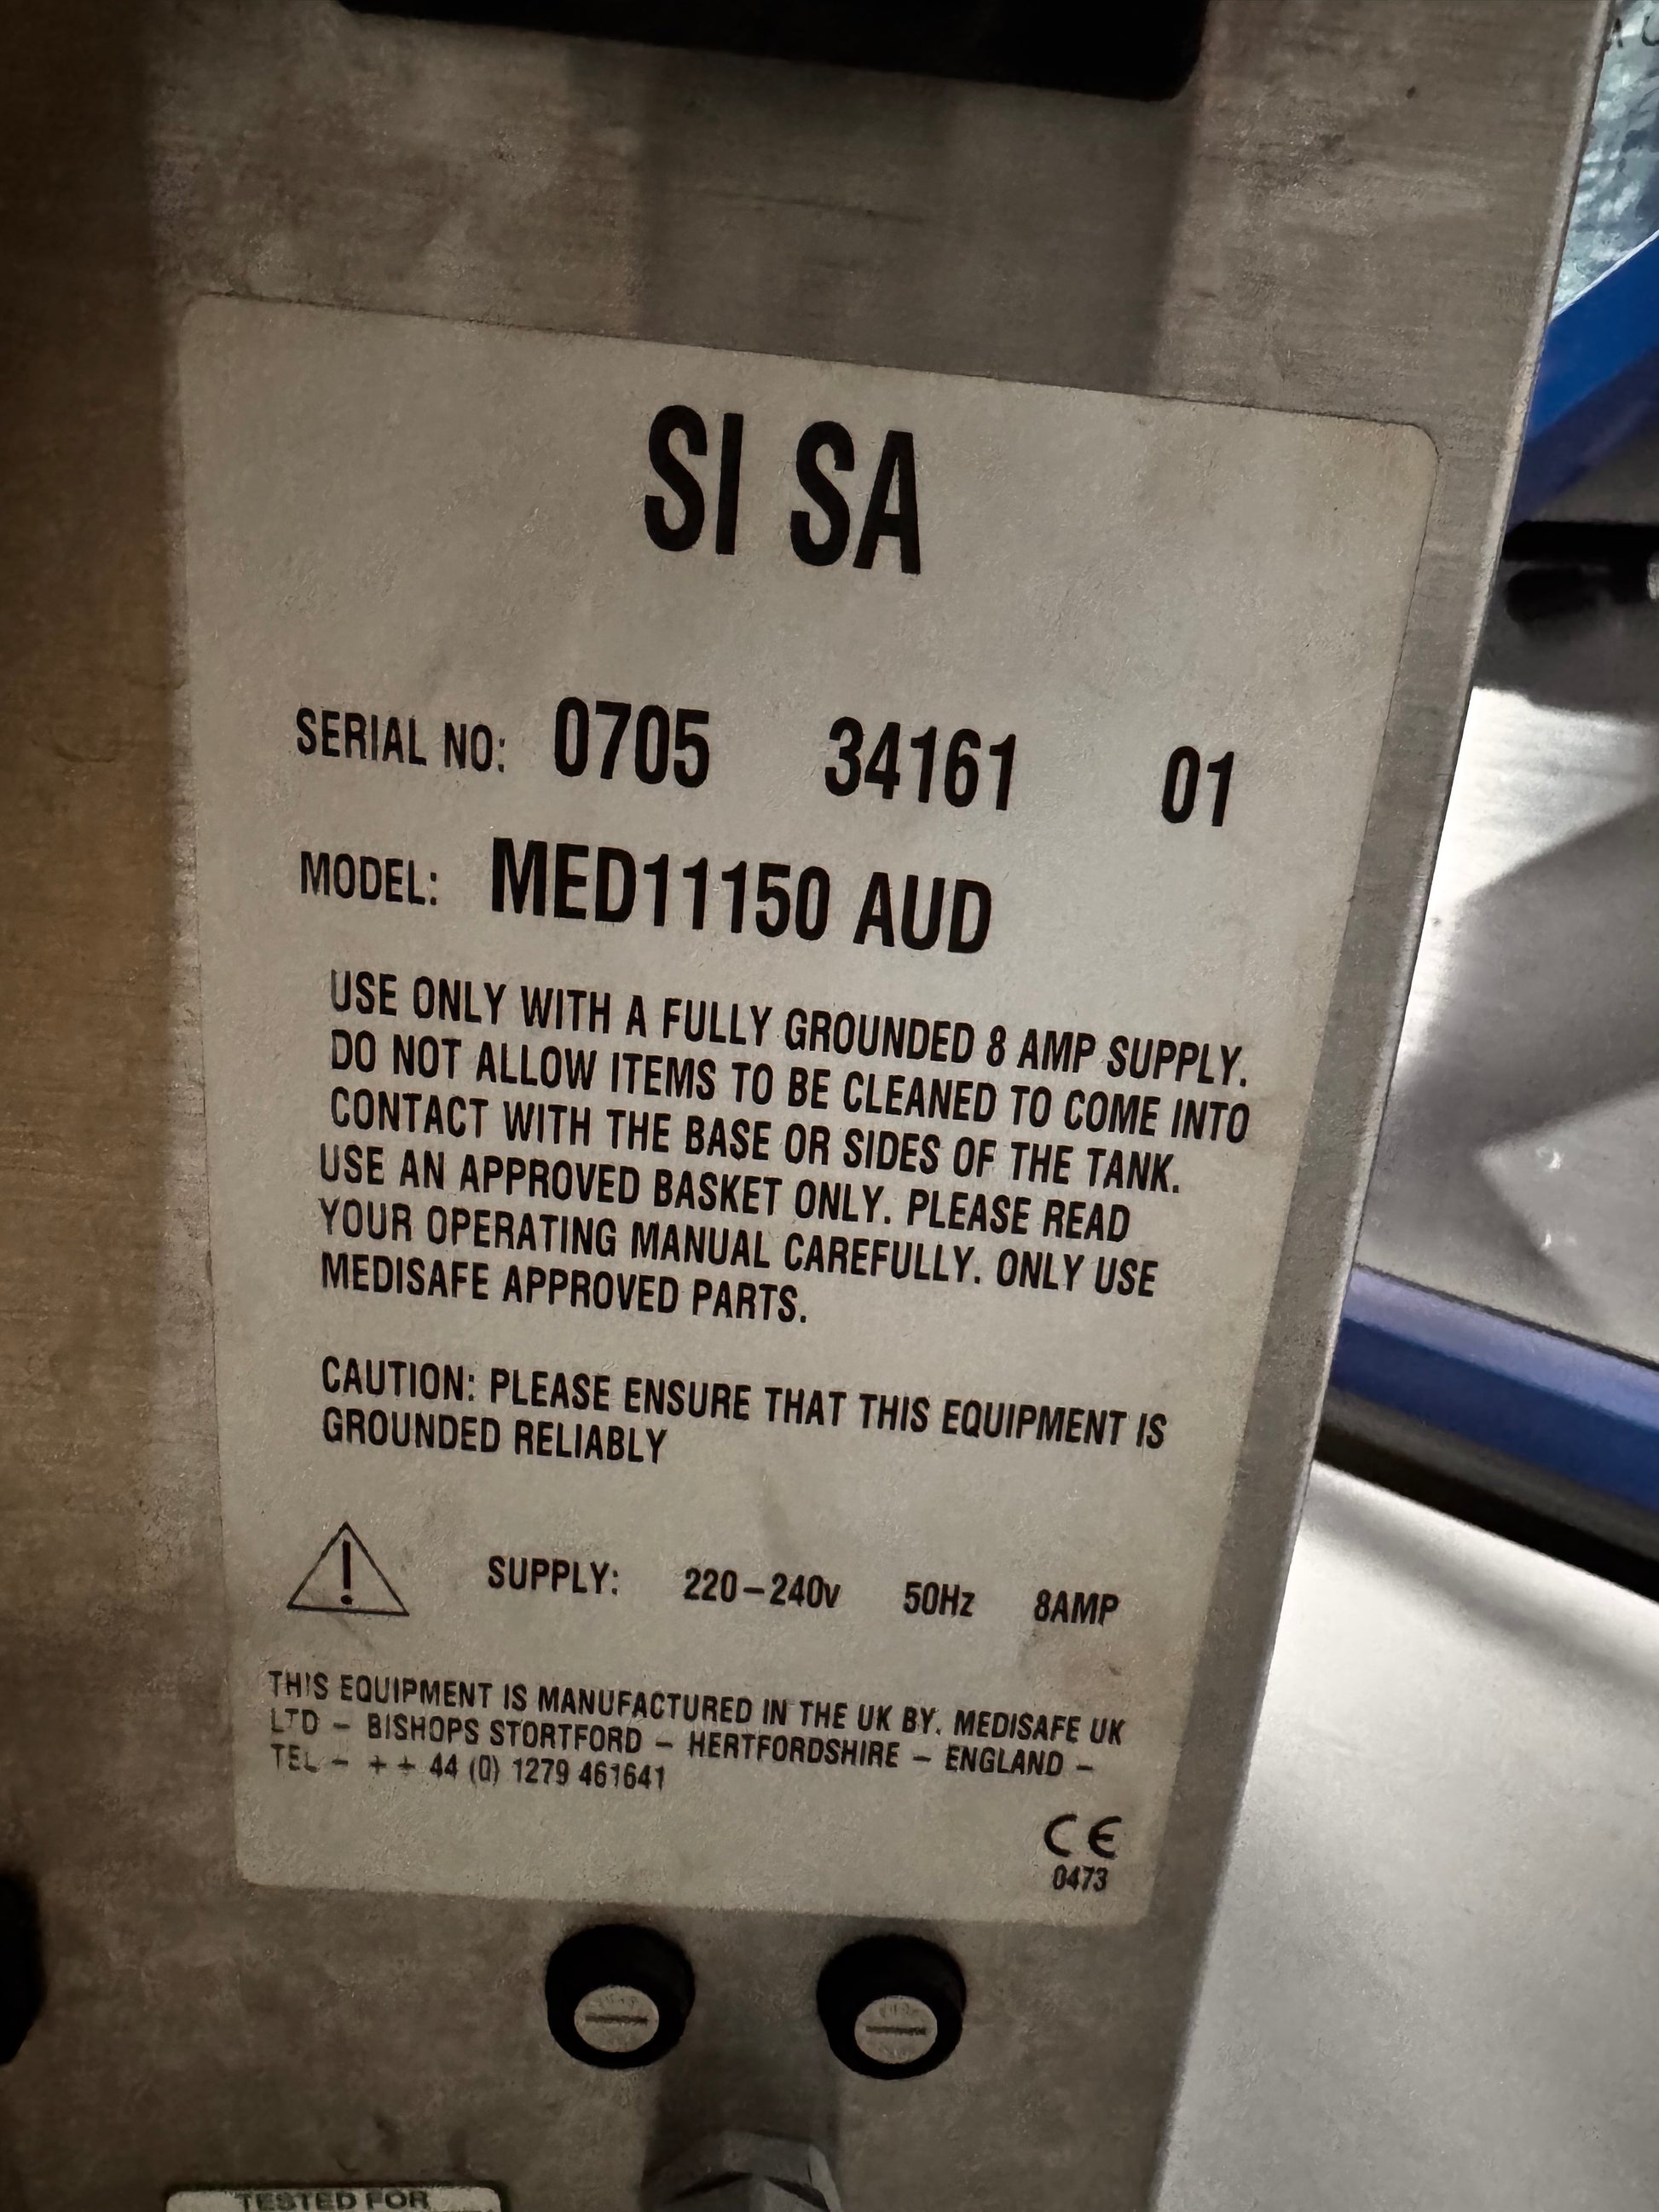 SI SA
SERIAL NO: 0705 34161 01
MODEL: MED11150 AUD
USE ONLY WITH A FULLY GROUNDED 8 AMP SUPPLY.
DO NOT ALLOW ITEMS TO BE CLEANED TO COME INTO
CONTACT WITH THE BASE OR SIDES OF THE TANK.
USE AN APPROVED BASKET ONLY. PLEASE READ
YOUR OPERATING MANUAL CAREFULLY. ONLY USE
MEDISAFE APPROVED PARTS.
CAUTION: PLEASE ENSURE THAT THIS EQUIPMENT IS
GROUNDED RELIABLY
SUPPLY: 220–240v 50Hz 8AMP
THIS EQUIPMENT IS MANUFACTURED IN THE UK BY. MEDISAFE UK
LTD – BISHOPS STORTFORD – HERTFORDSHIRE – ENGLAND –
TEL – + + 44 (0) 1279 461641
CE
0473
TESTED FOR